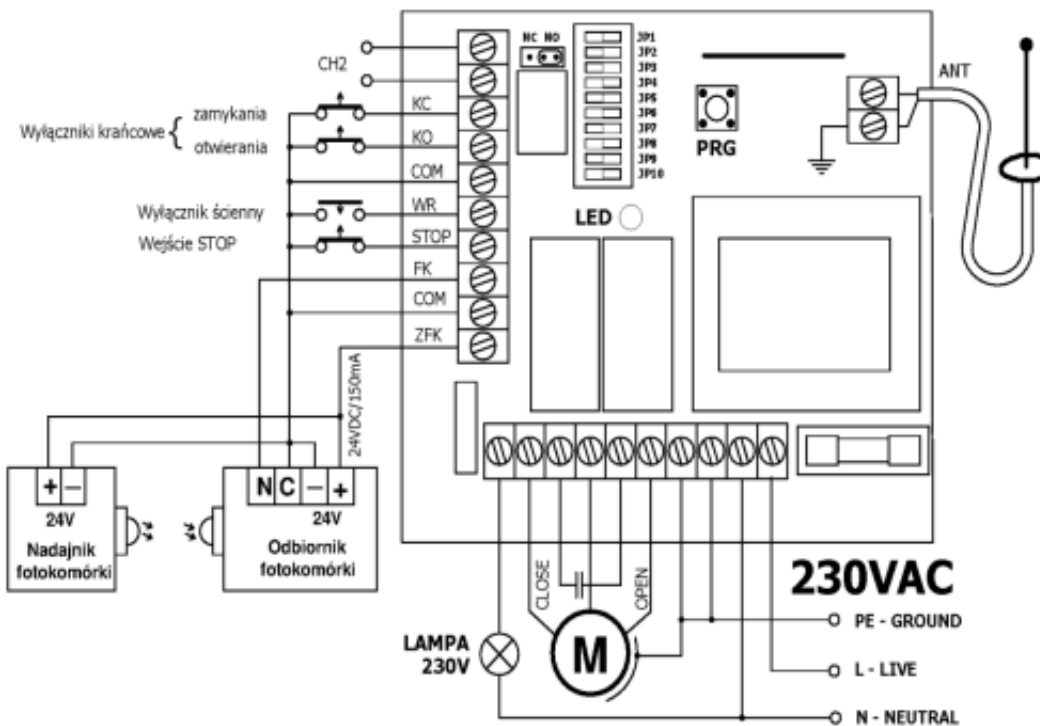 CH2
Wyłączniki krańcowe
zamykania
otwierania
Wyłącznik ścienny
Wejście STOP
KC
KO
COM
WR
STOP
FK
COM
ZFK
24VDC/150mA
NC NO
JP1
JP2
JP3
JP4
JP5
JP6
JP7
JP8
JP9
JP10
PRG
LED
ANT
+ −
24V
Nadajnik
fotokomórki
N C − +
24V
Odbiornik
fotokomórki
CLOSE
OPEN
M
LAMPA
230V
230VAC
PE - GROUND
L - LIVE
N - NEUTRAL